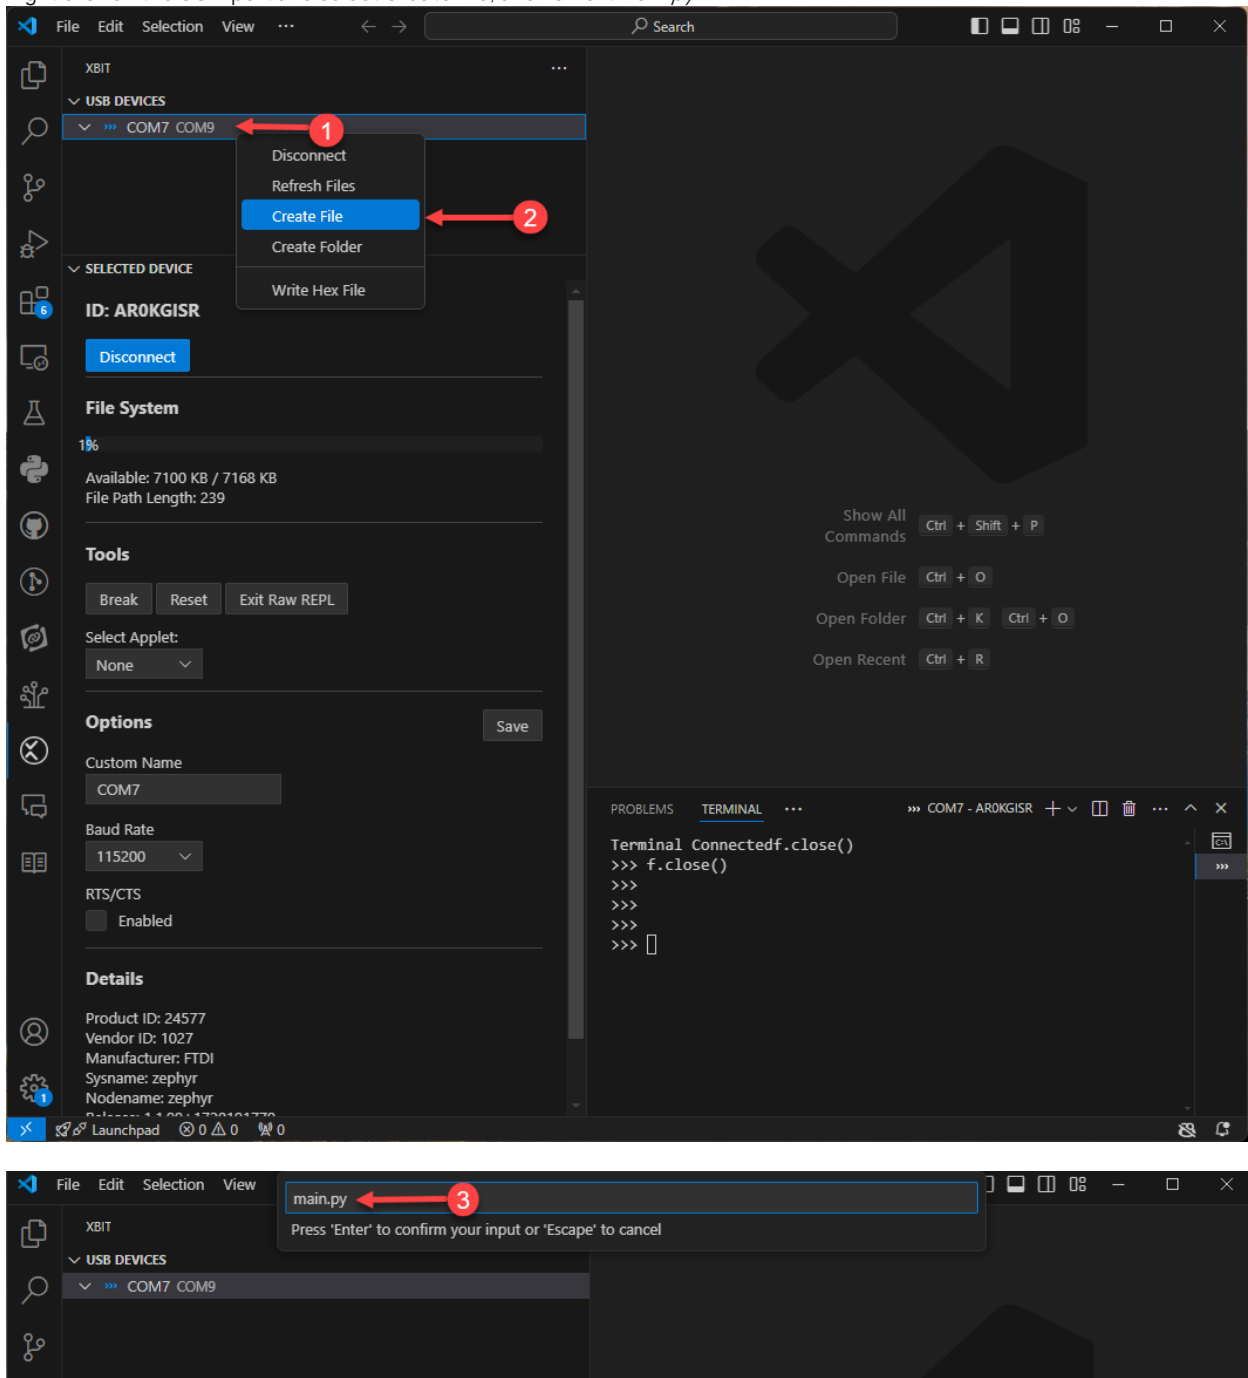 File Edit Selection View ··· Search
XBIT ···
USB DEVICES
COM7 COM9
1
Disconnect
Refresh Files
Create File
2
Create Folder
Write Hex File
SELECTED DEVICE
6
ID: AR0KGISR
Disconnect
File System
1%
Available: 7100 KB / 7168 KB
File Path Length: 239
Tools
Break Reset Exit Raw REPL
Select Applet:
None
Options
Save
Custom Name
COM7
Baud Rate
115200
RTS/CTS
Enabled
Details
Product ID: 24577
Vendor ID: 1027
Manufacturer: FTDI
Sysname: zephyr
Nodename: zephyr
1
Show All Commands Ctrl + Shift + P
Open File Ctrl + O
Open Folder Ctrl + K Ctrl + O
Open Recent Ctrl + R
PROBLEMS TERMINAL ··· COM7 - AR0KGISR
Terminal Connectedf.close()
>>> f.close()
>>>
>>>
>>>
>>>
Launchpad 0 0 0
File Edit Selection View
main.py
3
Press 'Enter' to confirm your input or 'Escape' to cancel
XBIT
USB DEVICES
COM7 COM9